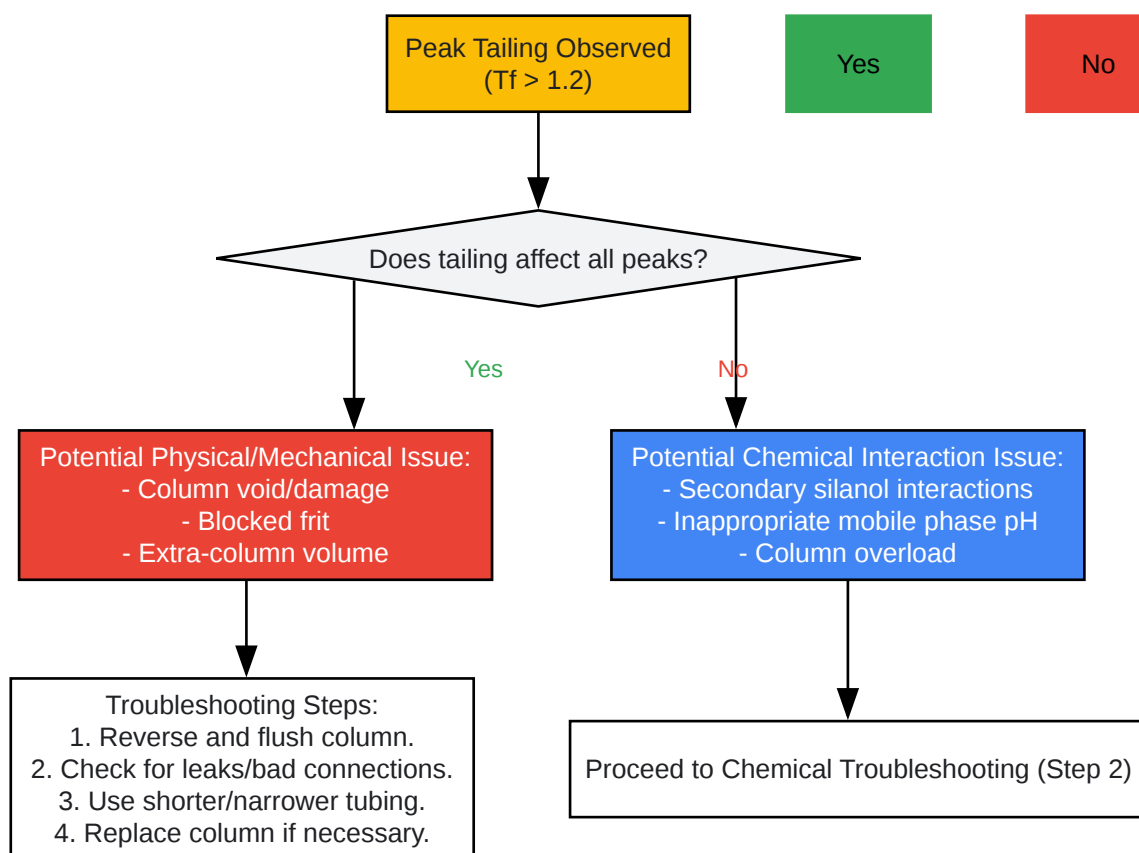 Peak Tailing Observed
(Tf > 1.2)
Yes
No
Does tailing affect all peaks?
Yes
No
Potential Physical/Mechanical Issue:
- Column void/damage
- Blocked frit
- Extra-column volume
Potential Chemical Interaction Issue:
- Secondary silanol interactions
- Inappropriate mobile phase pH
- Column overload
Troubleshooting Steps:
1. Reverse and flush column.
2. Check for leaks/bad connections.
3. Use shorter/narrower tubing.
4. Replace column if necessary.
Proceed to Chemical Troubleshooting (Step 2)